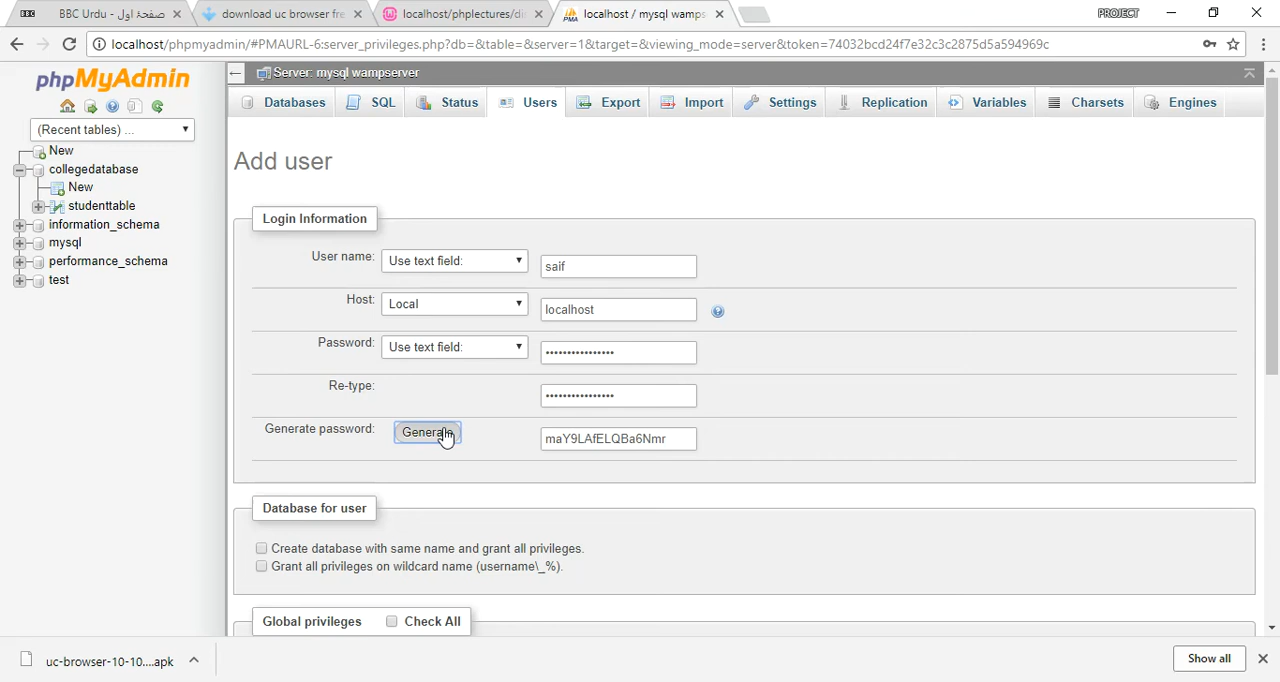 BBC BBC Urdu - صفحۂ اول
download uc browser fre
localhost/phplectures/di
localhost / mysql wamps
PROJECT
localhost/phpmyadmin/#PMAURL-6:server_privileges.php?db=&table=&server=1&target=&viewing_mode=server&token=74032bcd24f7e32c3c2875d5a594969c
phpMyAdmin
(Recent tables) ...
New
collegedatabase
New
studenttable
information_schema
mysql
performance_schema
test
Server: mysql wampserver
Databases SQL Status Users Export Import Settings Replication Variables Charsets Engines
Add user
Login Information
User name: Use text field: saif
Host: Local localhost
Password: Use text field: ••••••••••••••••
Re-type: ••••••••••••••••
Generate password: Generate maY9LAfELQBa6Nmr
Database for user
Create database with same name and grant all privileges.
Grant all privileges on wildcard name (username\_%).
Global privileges Check All
uc-browser-10-10....apk
Show all